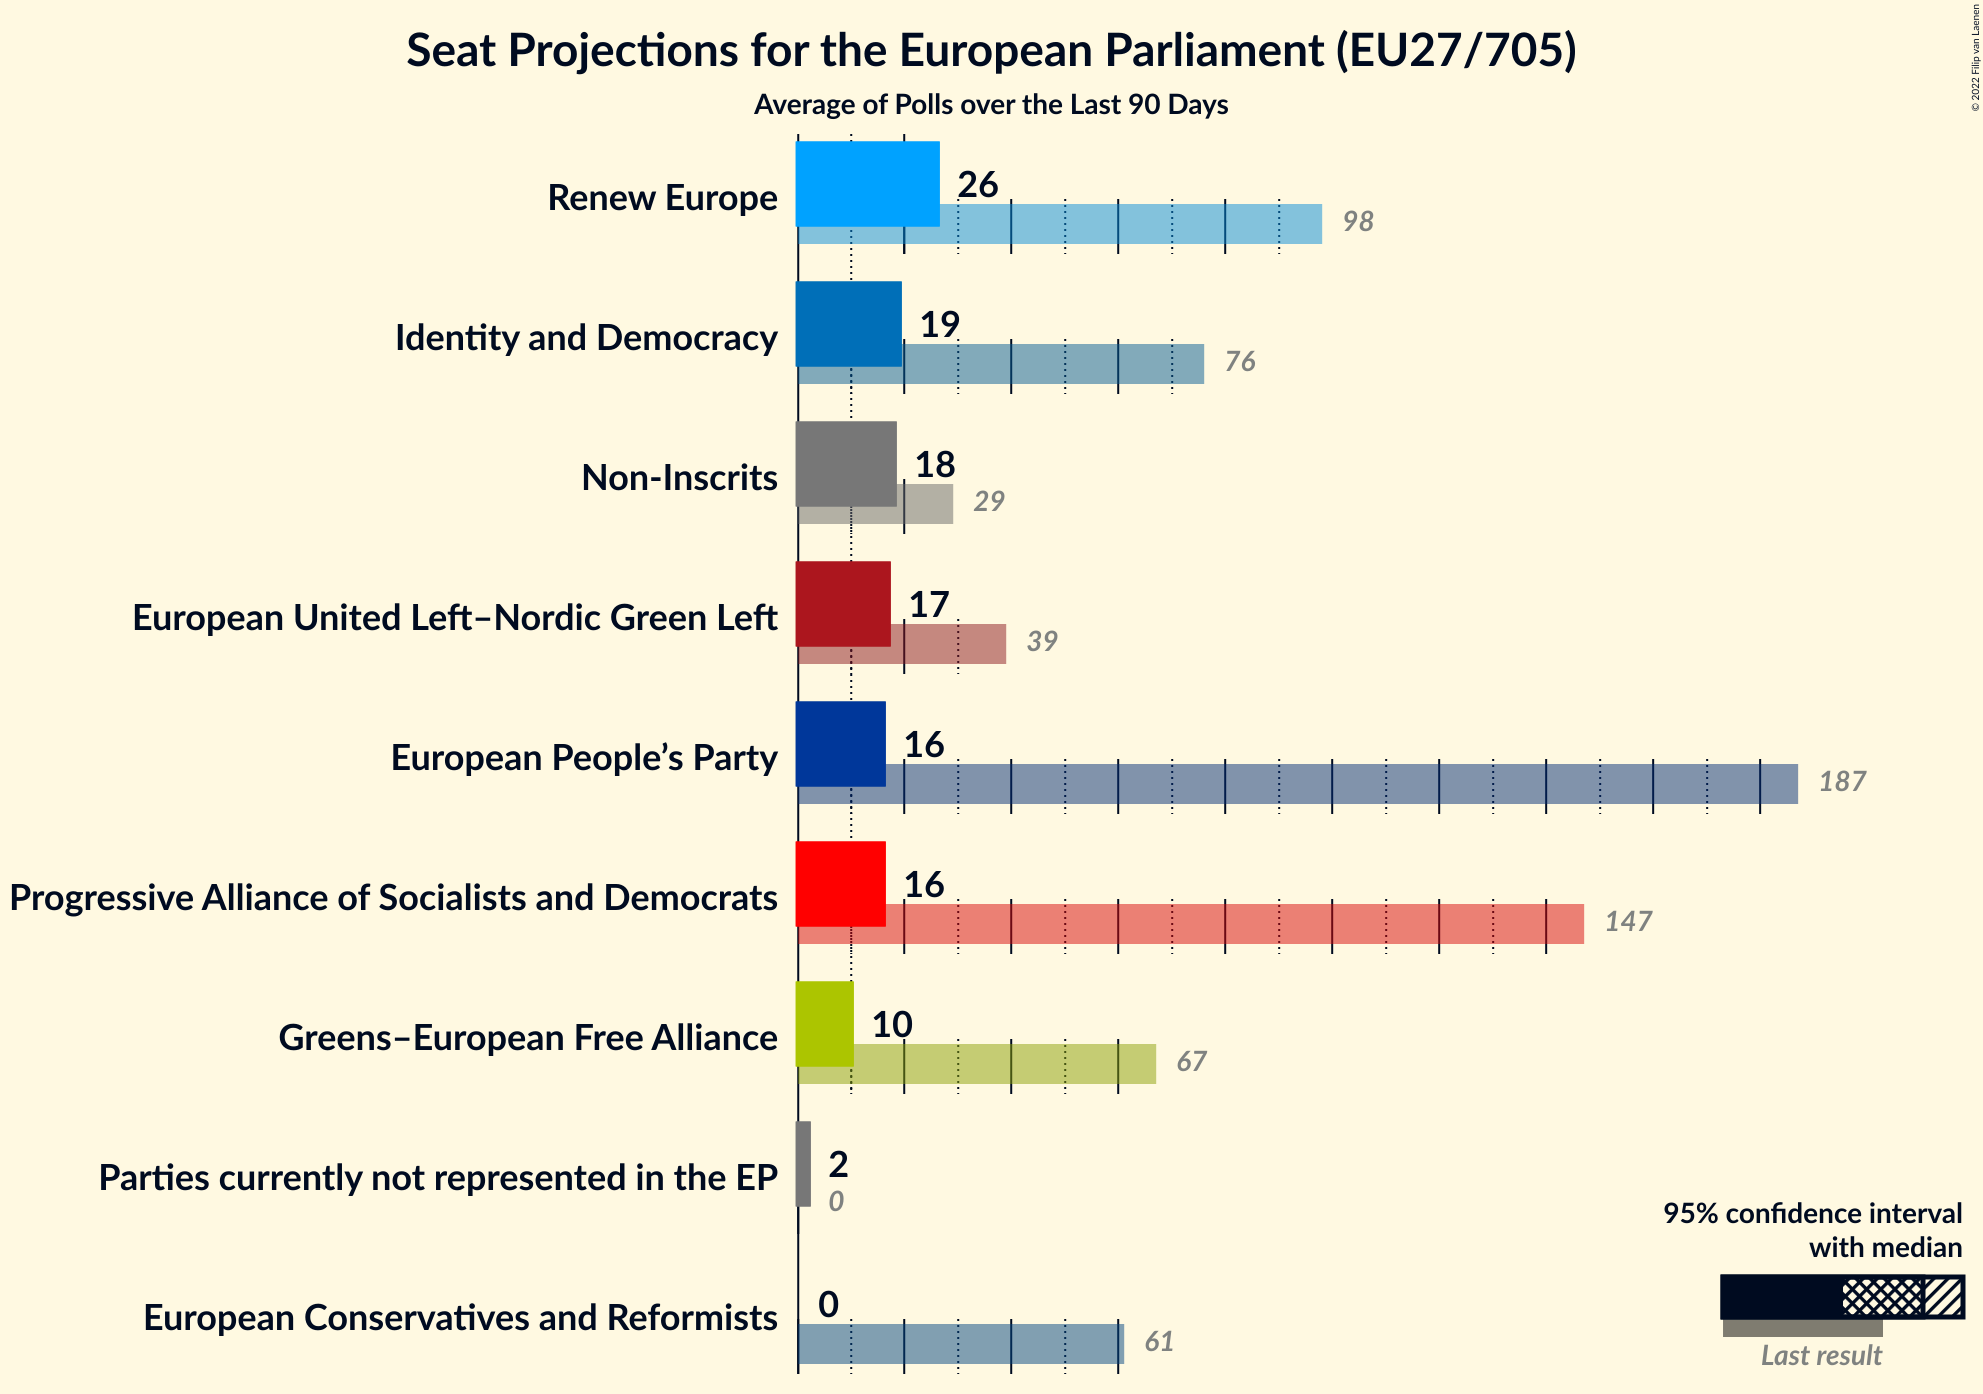 Seat Projections for the European Parliament (EU27/705)
Average of Polls over the Last 90 Days
© 2022 Filip van Laenen
Renew Europe
26
98
Identity and Democracy
19
76
Non-Inscrits
18
29
European United Left–Nordic Green Left
17
39
European People’s Party
16
187
Progressive Alliance of Socialists and Democrats
16
147
Greens–European Free Alliance
10
67
Parties currently not represented in the EP
2
0
European Conservatives and Reformists
0
61
95% confidence interval
with median
Last result